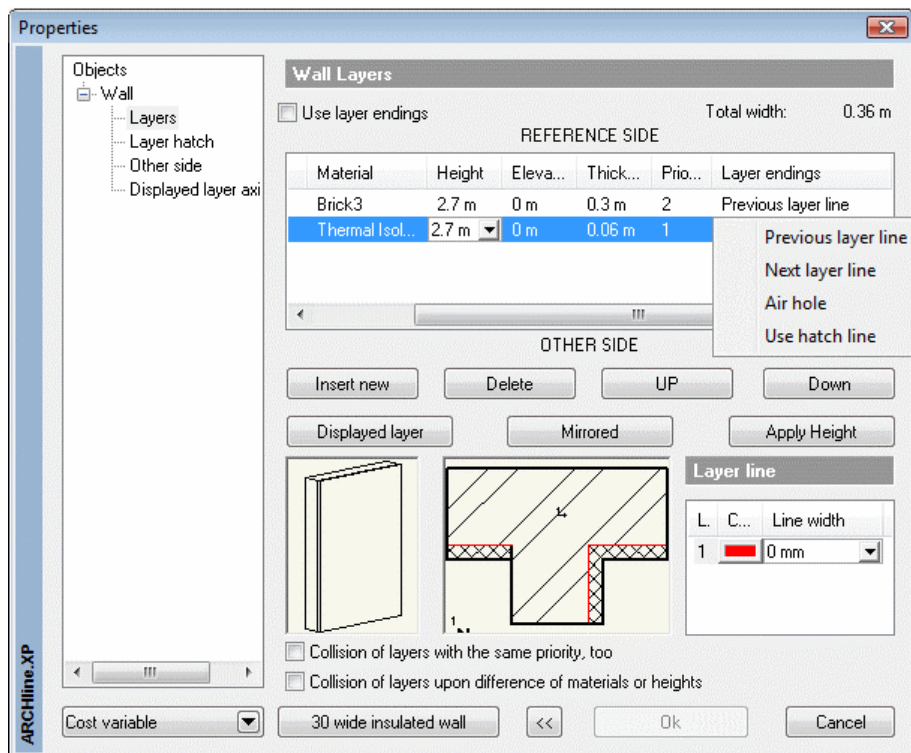 Properties
Objects
Wall
Layers
Layer hatch
Other side
Displayed layer axi
Wall Layers
Use layer endings
Total width: 0.36 m
REFERENCE SIDE
Material Height Eleva... Thick... Prio... Layer endings
Brick3 2.7 m 0 m 0.3 m 2 Previous layer line
Thermal Isol... 2.7 m 0 m 0.06 m 1
Previous layer line
Next layer line
Air hole
Use hatch line
OTHER SIDE
Insert new Delete UP Down
Displayed layer Mirrored Apply Height
Layer line
L. C... Line width
1 0 mm
1
Collision of layers with the same priority, too
Collision of layers upon difference of materials or heights
ARCHline.XP
Cost variable 30 wide insulated wall << Ok Cancel